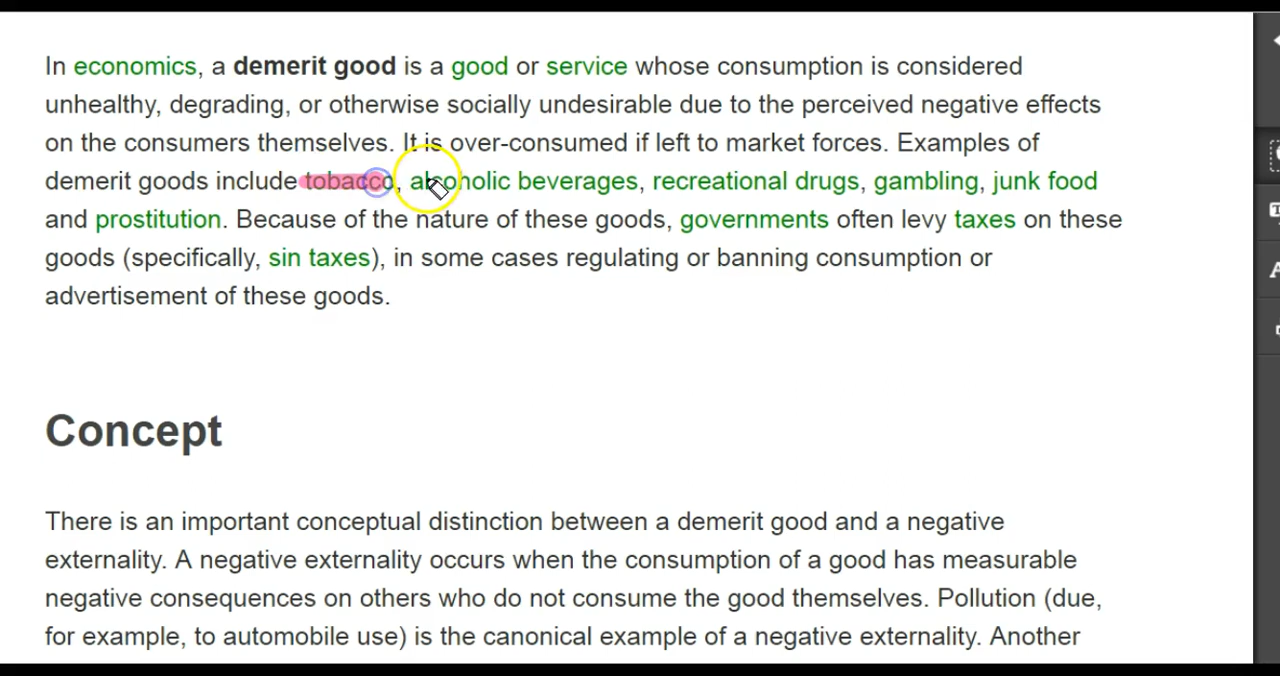 In economics, a demerit good is a good or service whose consumption is considered
unhealthy, degrading, or otherwise socially undesirable due to the perceived negative effects
on the consumers themselves. It is over-consumed if left to market forces. Examples of
demerit goods include tobacco, alcoholic beverages, recreational drugs, gambling, junk food
and prostitution. Because of the nature of these goods, governments often levy taxes on these
goods (specifically, sin taxes), in some cases regulating or banning consumption or
advertisement of these goods.
Concept
There is an important conceptual distinction between a demerit good and a negative
externality. A negative externality occurs when the consumption of a good has measurable
negative consequences on others who do not consume the good themselves. Pollution (due,
for example, to automobile use) is the canonical example of a negative externality. Another